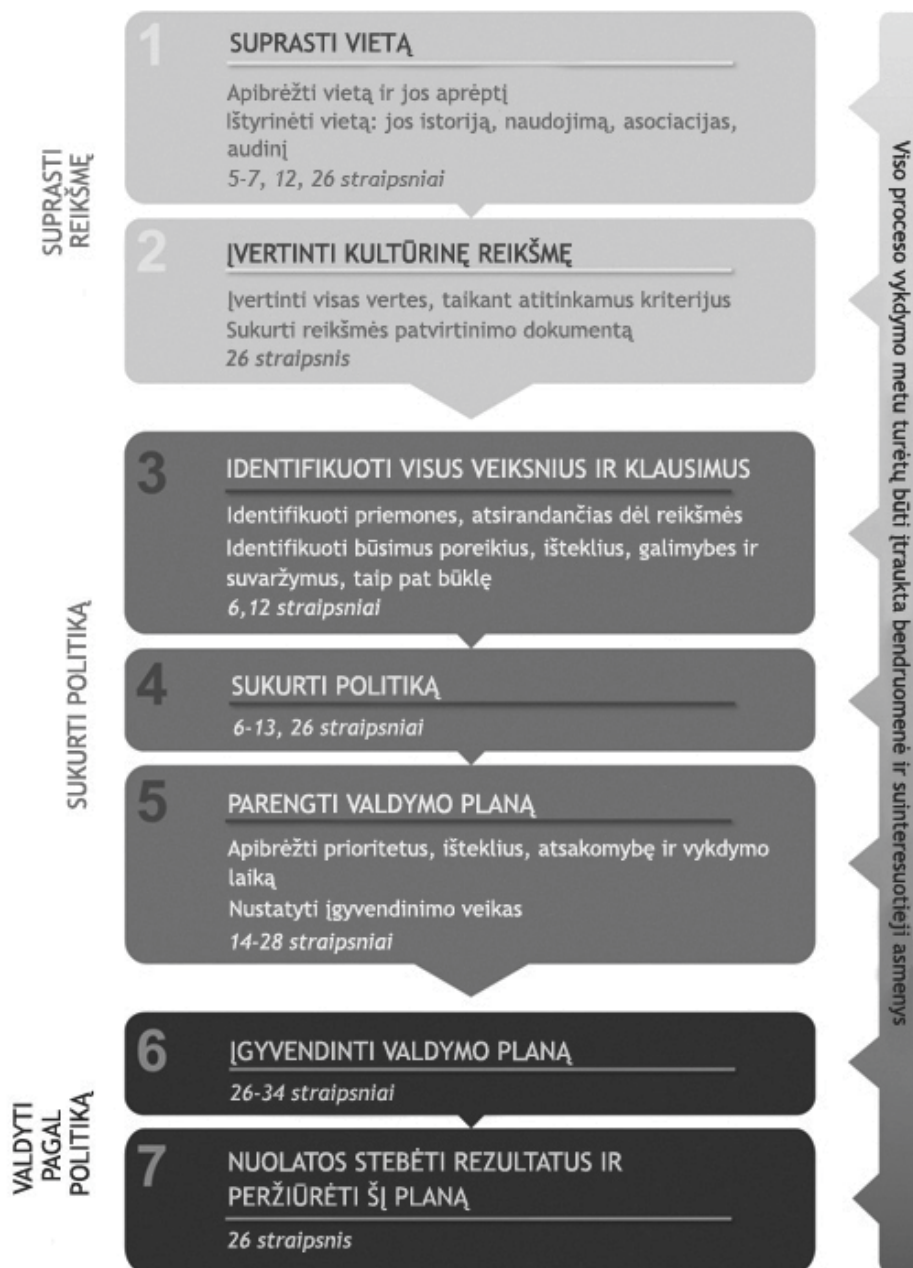 SUPRASTI
REIKŠMĘ
1
SUPRASTI VIETĄ
Apibrėžti vietą ir jos aprėptį
Ištyrinėti vietą: jos istoriją, naudojimą, asociacijas,
audinį
5-7, 12, 26 straipsniai
2
ĮVERTINTI KULTŪRINĘ REIKŠMĘ
Įvertinti visas vertes, taikant atitinkamus kriterijus
Sukurti reikšmės patvirtinimo dokumentą
26 straipsnis
SUKURTI POLITIKĄ
3
IDENTIFIKUOTI VISUS VEIKSNIUS IR KLAUSIMUS
Identifikuoti priemones, atsirandančias dėl reikšmės
Identifikuoti būsimus poreikius, išteklius, galimybes ir
suvaržymus, taip pat būklę
6,12 straipsniai
4
SUKURTI POLITIKĄ
6-13, 26 straipsniai
5
PARENGTI VALDYMO PLANĄ
Apibrėžti prioritetus, išteklius, atsakomybę ir vykdymo
laiką
Nustatyti įgyvendinimo veikas
14-28 straipsniai
VALDYTI
PAGAL
POLITIKĄ
6
ĮGYVENDINTI VALDYMO PLANĄ
26-34 straipsniai
7
NUOLATOS STEBĖTI REZULTATUS IR
PERŽIŪRĖTI ŠĮ PLANĄ
26 straipsnis
Viso proceso vykdymo metu turėtų būti įtraukta bendruomenė ir suinteresuotieji asmenys